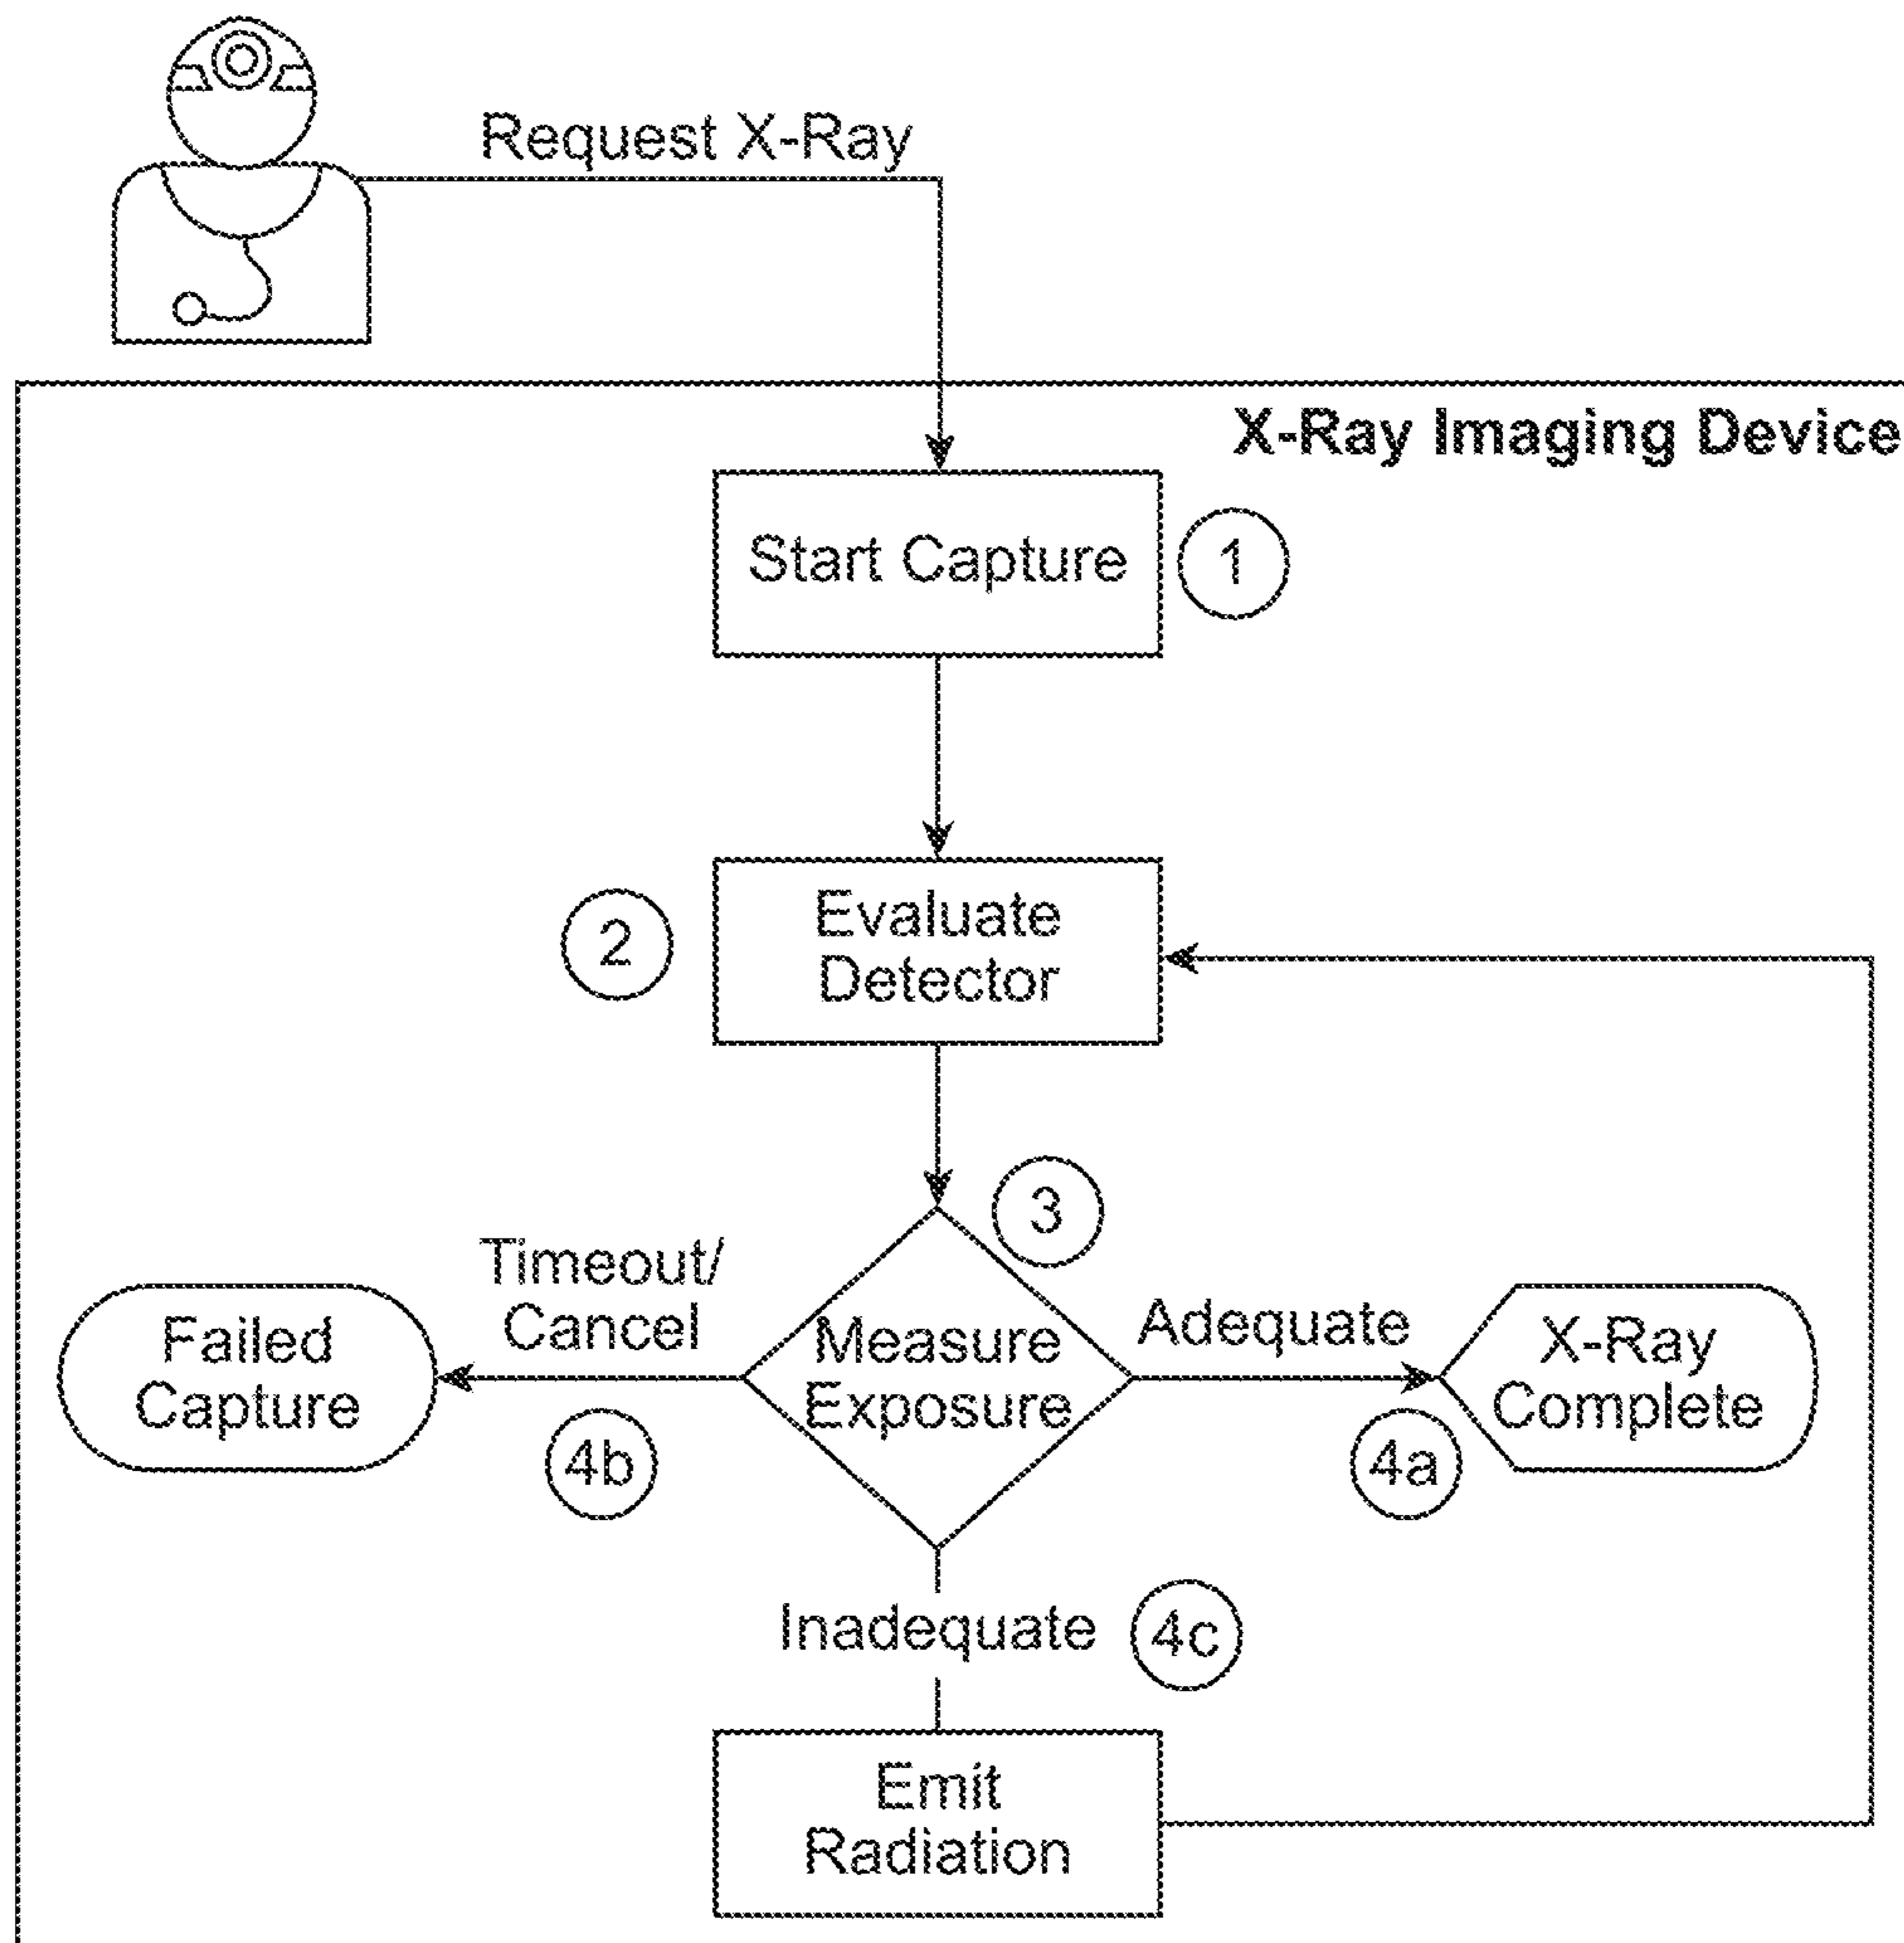 Request X-Ray
X-Ray Imaging Device
Start Capture
1
2
Evaluate
Detector
3
Timeout/
Cancel
Failed
Capture
4b
Measure
Exposure
Adequate
4a
X-Ray
Complete
Inadequate
4c
Emit
Radiation